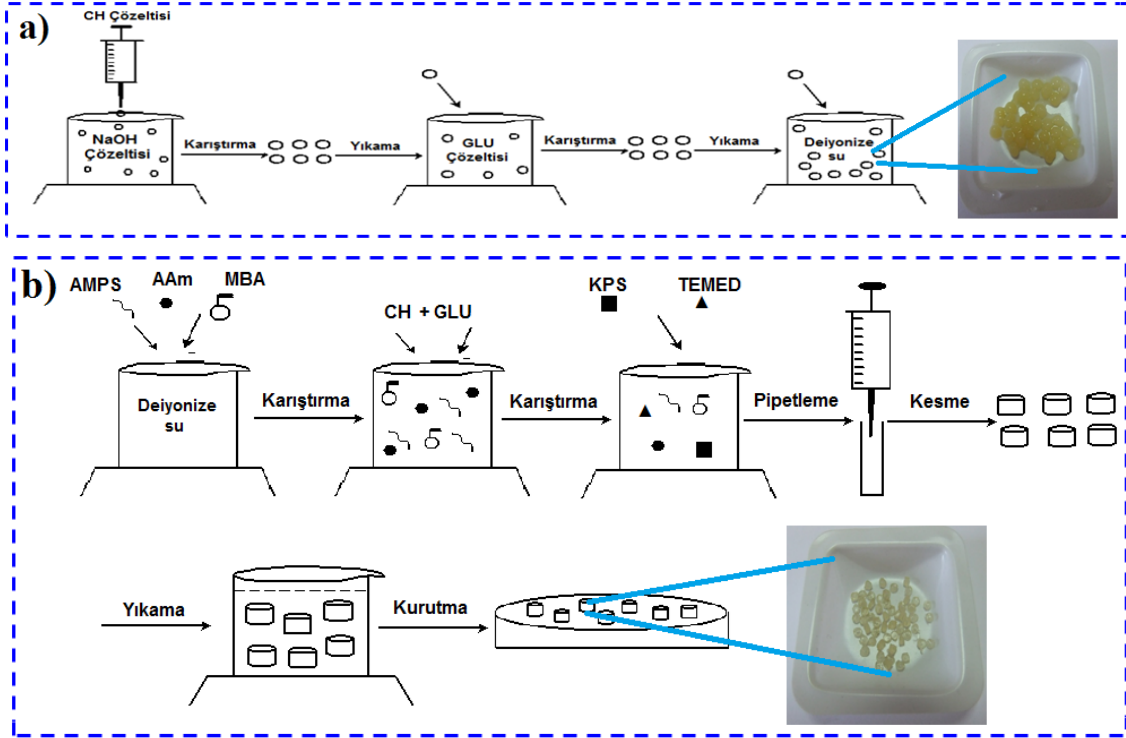 a)
CH Çözeltisi
NaOH
Çözeltisi
Karıştırma
Yıkama
GLU
Çözeltisi
Karıştırma
Yıkama
Deiyonize
su
b)
AMPS
AAm
MBA
Deiyonize
su
Karıştırma
CH + GLU
Karıştırma
KPS
TEMED
Pipetleme
Kesme
Yıkama
Kurutma